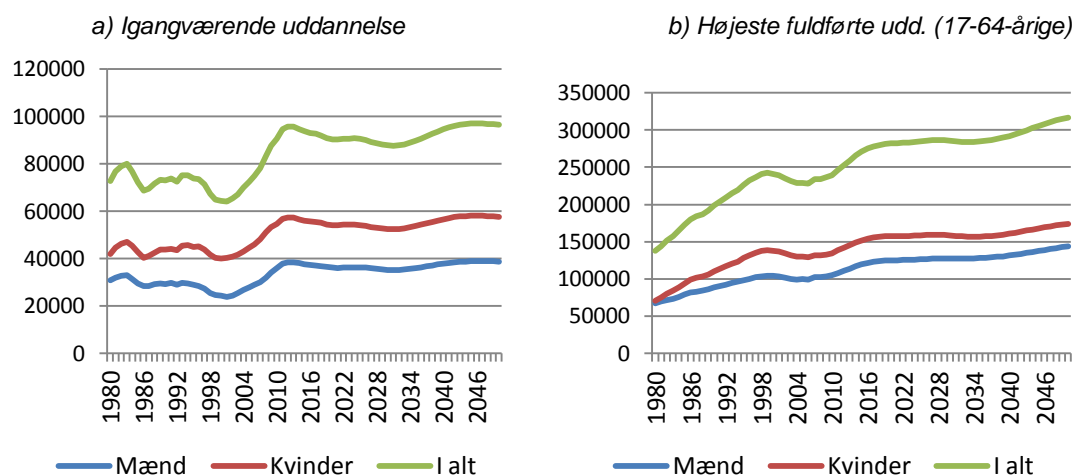 a) Igangværende uddannelse
120000
100000
80000
60000
40000
20000
0
1980 1986 1992 1998 2004 2010 2016 2022 2028 2034 2040 2046
Mænd Kvinder I alt
b) Højeste fuldførte udd. (17-64-årige)
350000
300000
250000
200000
150000
100000
50000
0
1980 1986 1992 1998 2004 2010 2016 2022 2028 2034 2040 2046
Mænd Kvinder I alt